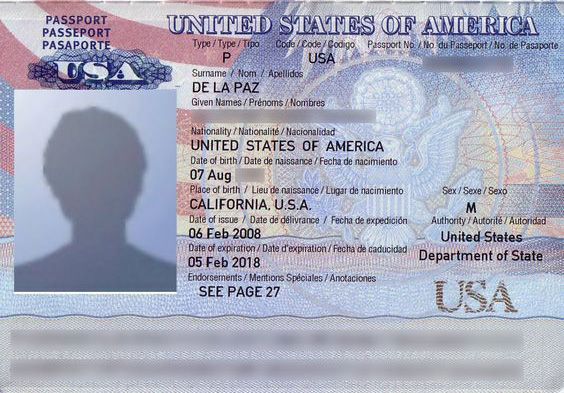 PASSPORT
PASSEPORT
PASAPORTE
USA
UNITED STATES OF AMERICA
Type / Type / Tipo Code / Code / Codigo Passport No. / No. du Passeport / No. de Pasaporte
P USA
Surname / Nom / Apellidos
DE LA PAZ
Given Names / Prénoms / Nombres
Nationality / Nationalité / Nacionalidad
UNITED STATES OF AMERICA
Date of birth / Date de naissance / Fecha de nacimiento
07 Aug
Place of birth / Lieu de naissance / Lugar de nacimiento Sex / Sexe / Sexo
CALIFORNIA, U.S.A. M
Date of issue / Date de délivrance / Fecha de expedición Authority / Autorité / Autoridad
06 Feb 2008 United States
Date of expiration / Date d'expiration / Fecha de caducidad Department of State
05 Feb 2018
Endorsements / Mentions Spéciales / Anotaciones
SEE PAGE 27
USA